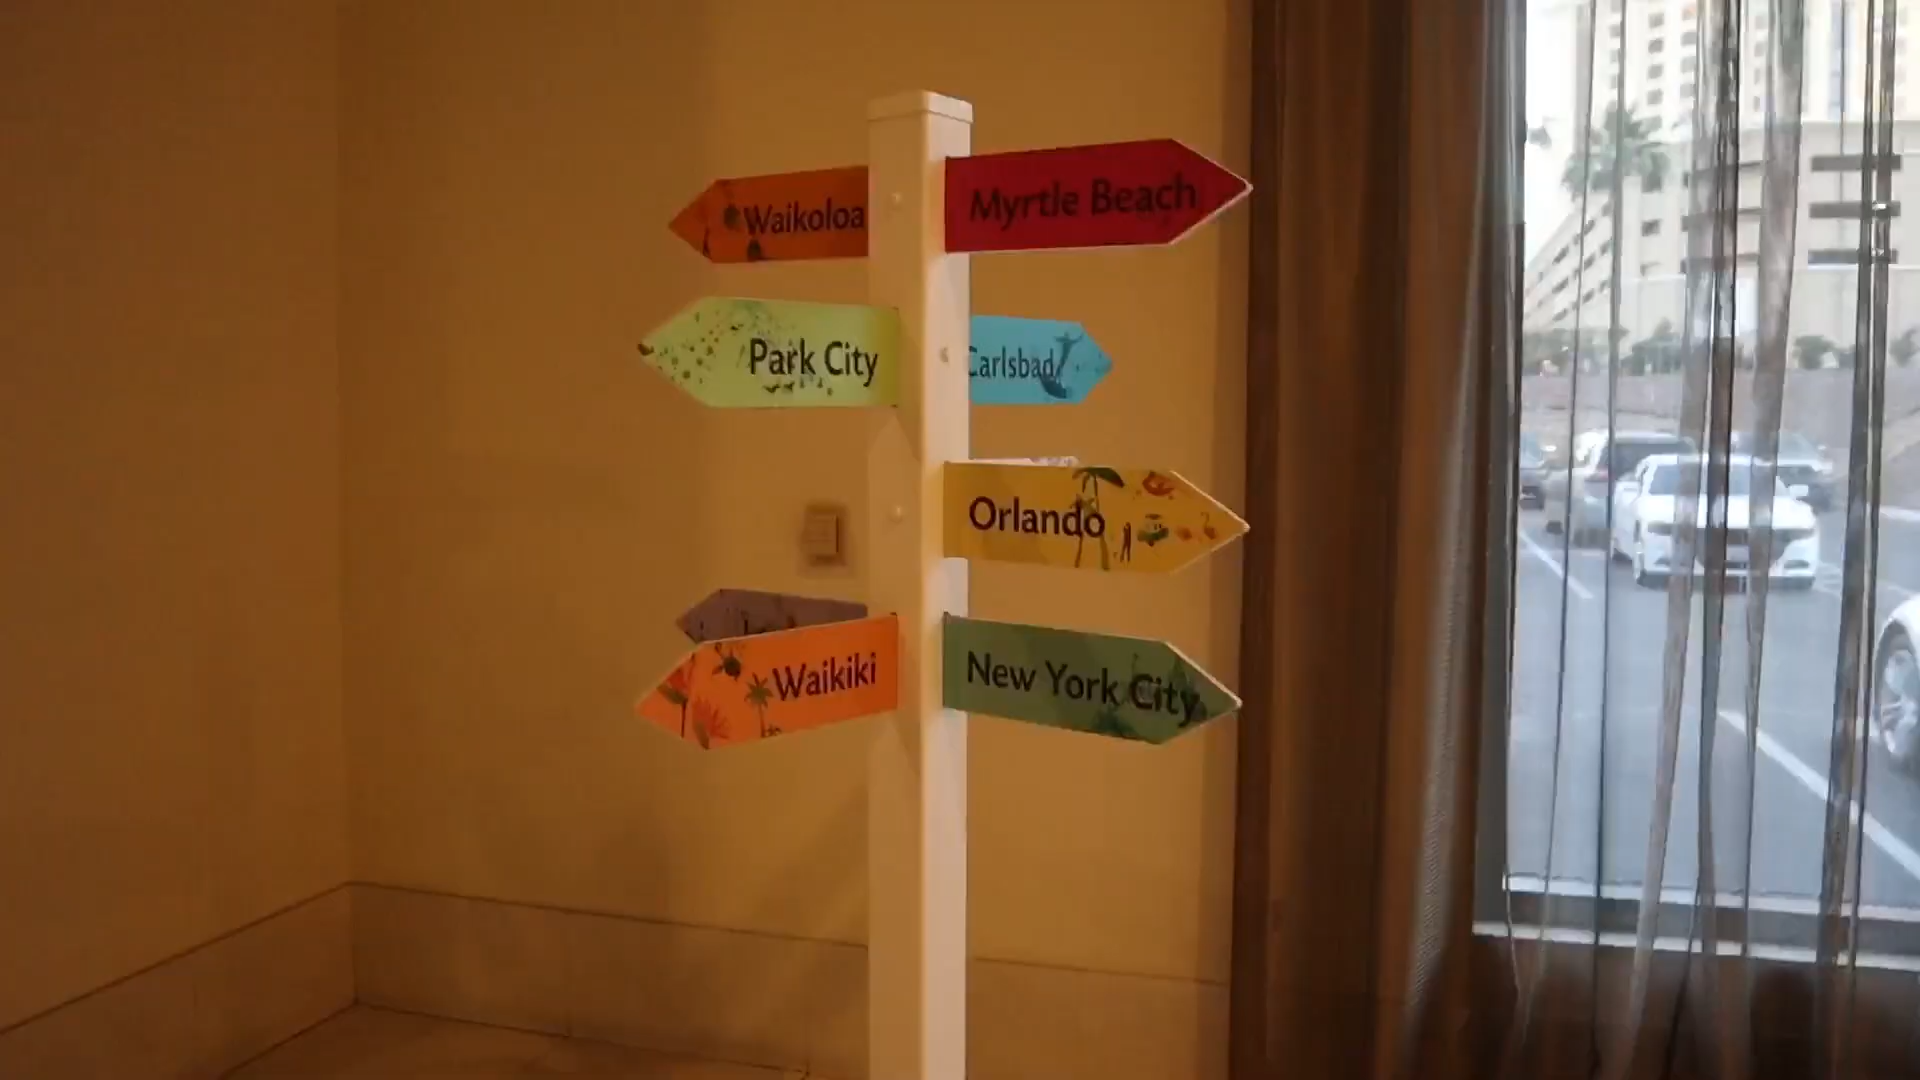 Waikoloa
Myrtle Beach
Park City
Carlsbad
Orlando
Waikiki
New York City